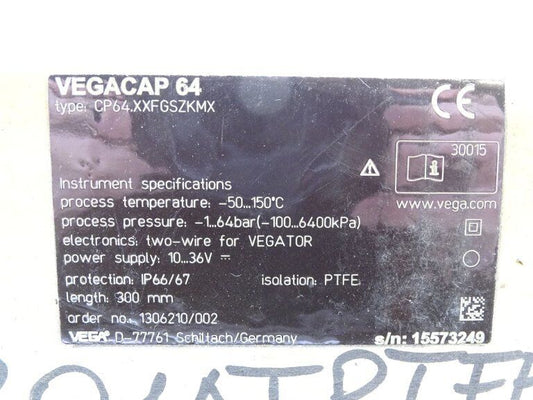 VEGACAP 64
type: CP64.XXFGSZKMX
CE
30015
Instrument specifications
www.vega.com
process temperature: -50...150°C
process pressure: -1...64bar(-100...6400kPa)
electronics: two-wire for VEGATOR
power supply: 10...36V
protection: IP66/67 isolation: PTFE
length: 300 mm
order no.: 1306210/002
VEGA D-77761 Schiltach/Germany s/n: 15573249